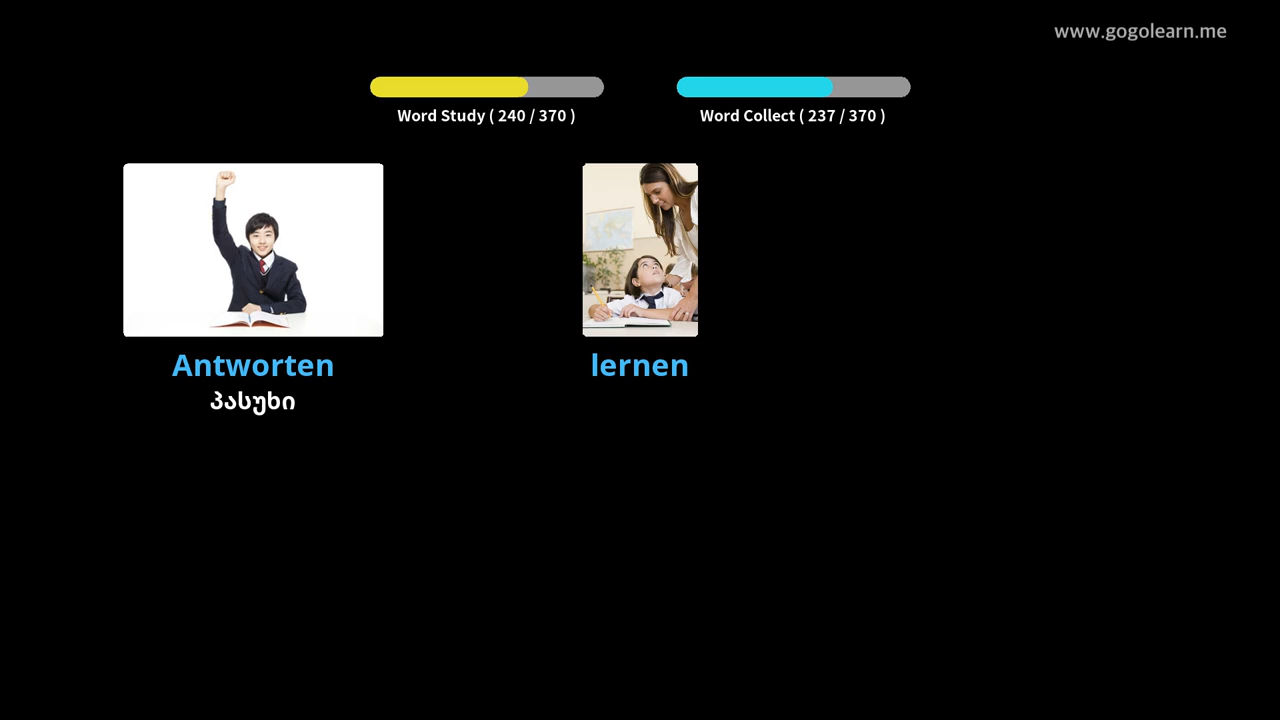 www.gogolearn.me
Word Study ( 240 / 370 )
Word Collect ( 237 / 370 )
Antworten
პასუხი
lernen